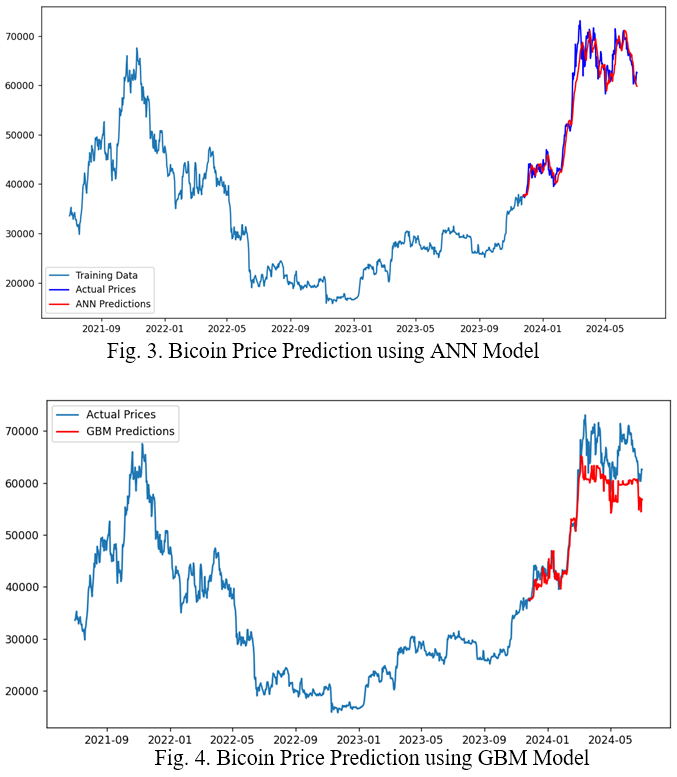 70000
60000
50000
40000
30000
20000
Training Data
Actual Prices
ANN Predictions
2021-09 2022-01 2022-05 2022-09 2023-01 2023-05 2023-09 2024-01 2024-05
Fig. 3. Bicoin Price Prediction using ANN Model
Actual Prices
GBM Predictions
70000
60000
50000
40000
30000
20000
2021-09 2022-01 2022-05 2022-09 2023-01 2023-05 2023-09 2024-01 2024-05
Fig. 4. Bicoin Price Prediction using GBM Model